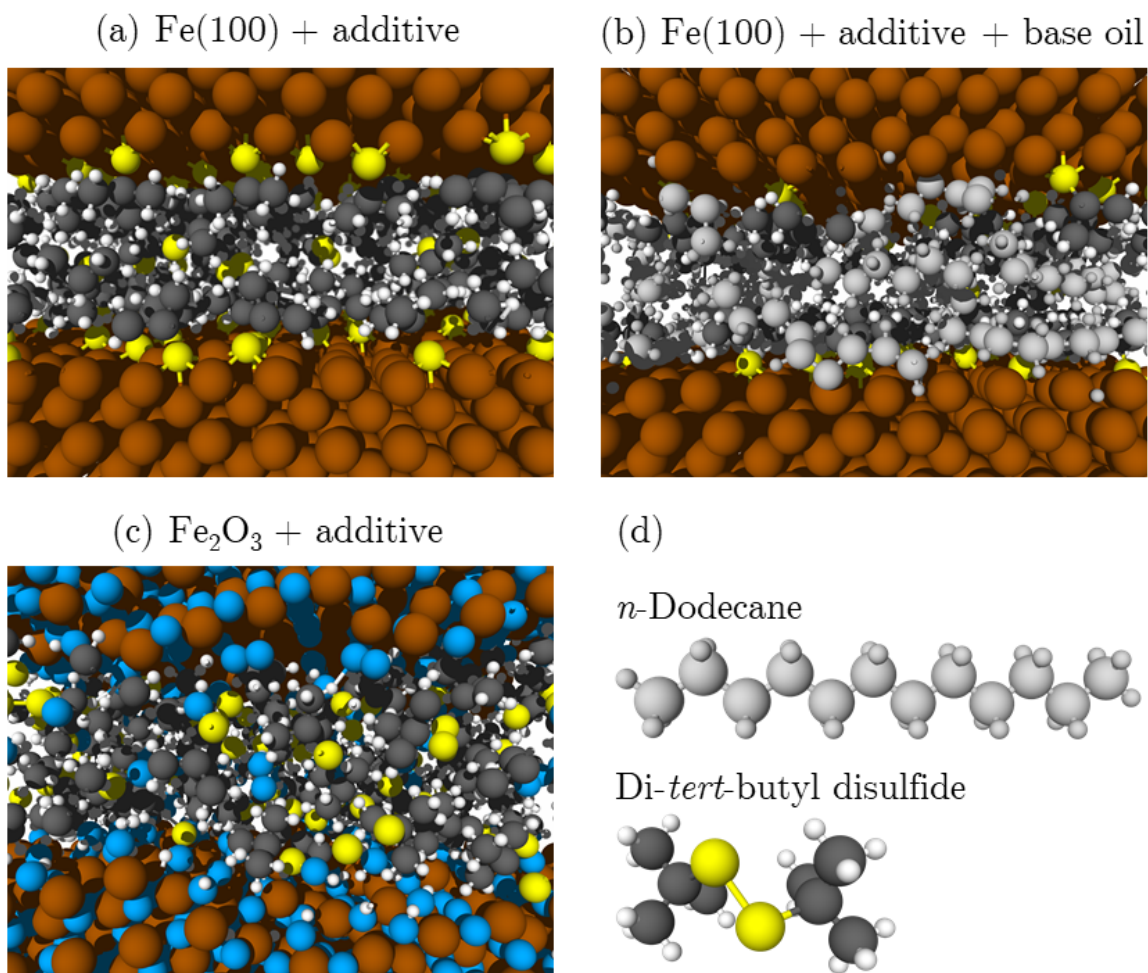 (a) Fe(100) + additive
(b) Fe(100) + additive + base oil
(c) Fe₂O₃ + additive
(d)
n-Dodecane
Di-tert-butyl disulfide